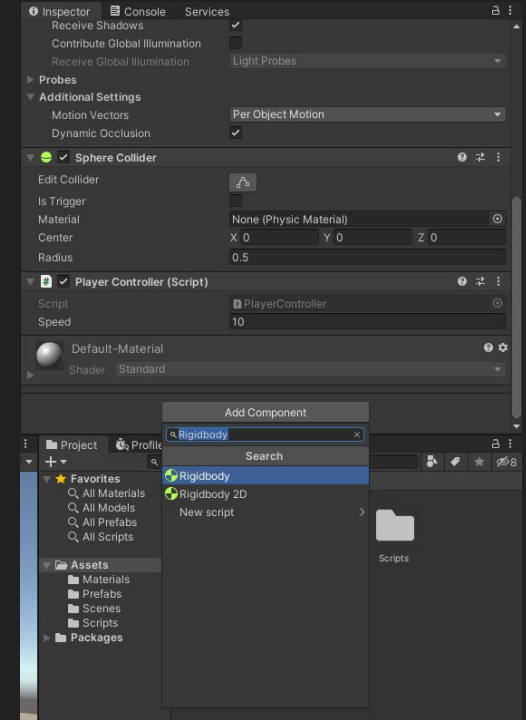 Inspector Console Services
Receive Shadows
Contribute Global Illumination
Receive Global Illumination Light Probes
Probes
Additional Settings
Motion Vectors Per Object Motion
Dynamic Occlusion
Sphere Collider
Edit Collider
Is Trigger
Material None (Physic Material)
Center X 0 Y 0 Z 0
Radius 0.5
# Player Controller (Script)
Script PlayerController
Speed 10
Default-Material
Shader Standard
Add Component
Rigidbody
Search
Rigidbody
Rigidbody 2D
New script
Project Profile
8
Favorites
All Materials
All Models
All Prefabs
All Scripts
Assets
Materials
Prefabs
Scenes
Scripts
Packages
Scripts